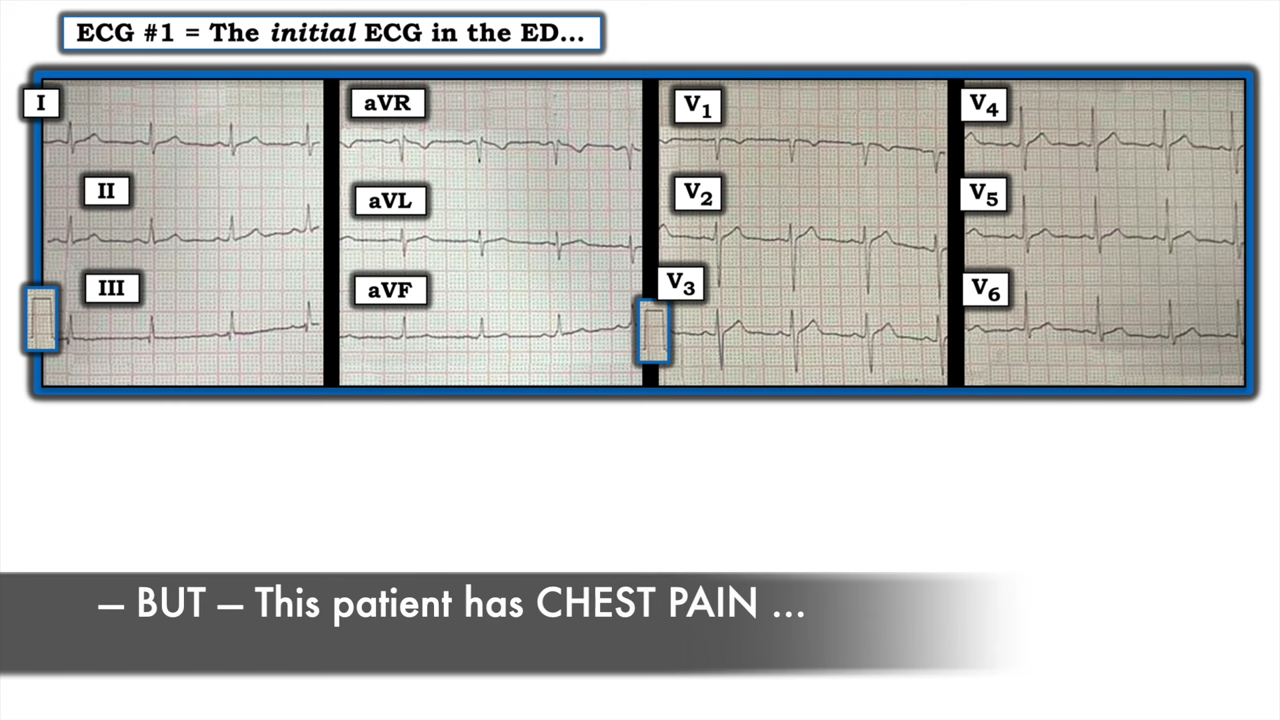 ECG #1 = The initial ECG in the ED...
I
aVR
V1
V4
II
aVL
V2
V5
III
aVF
V3
V6
– BUT – This patient has CHEST PAIN ...